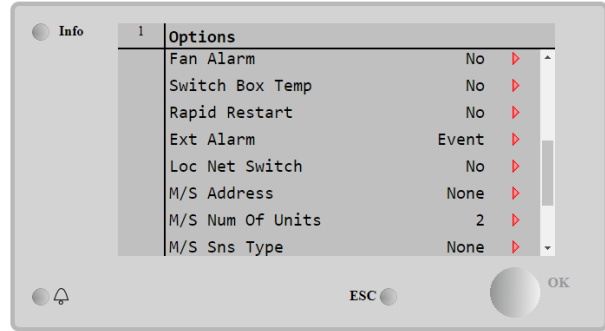 Info
1 Options
Fan Alarm No
Switch Box Temp No
Rapid Restart No
Ext Alarm Event
Loc Net Switch No
M/S Address None
M/S Num Of Units 2
M/S Sns Type None
ESC
OK